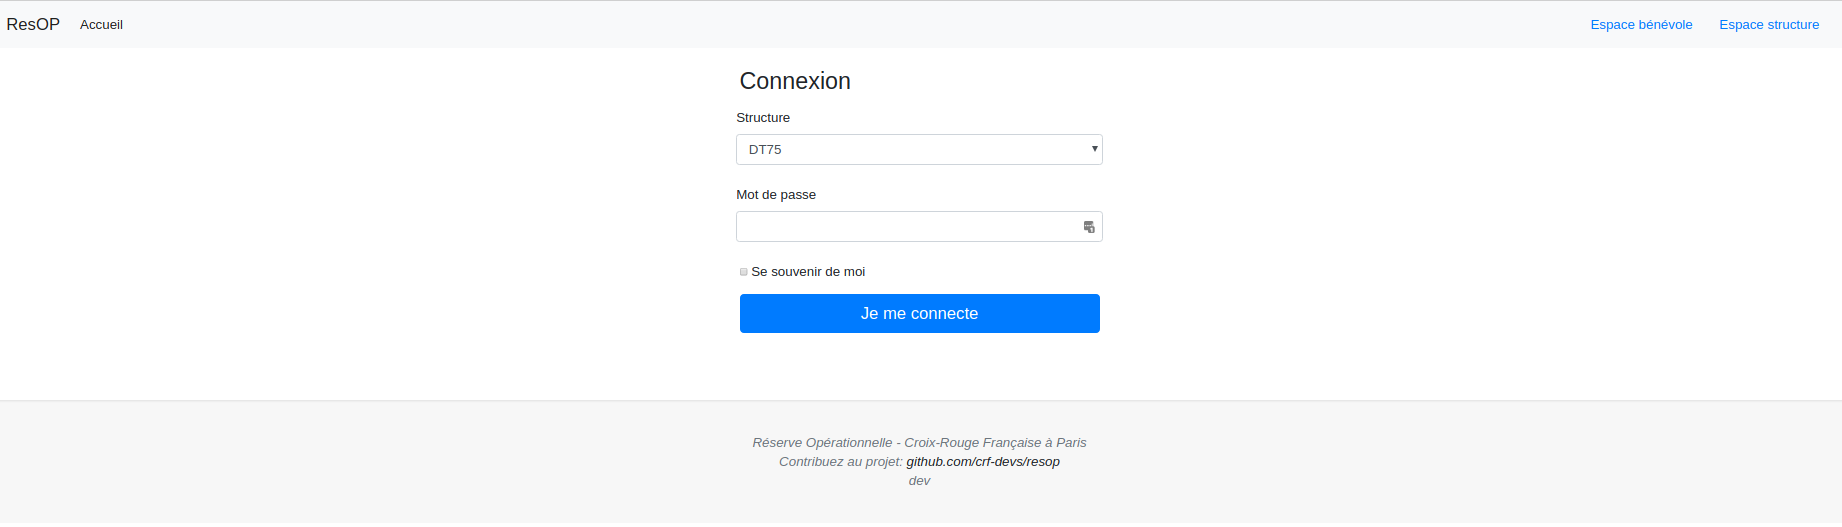 ResOP Accueil Espace bénévole Espace structure
Connexion
Structure
DT75
Mot de passe
Se souvenir de moi
Je me connecte
Réserve Opérationnelle - Croix-Rouge Française à Paris
Contribuez au projet: github.com/crf-devs/resop
dev